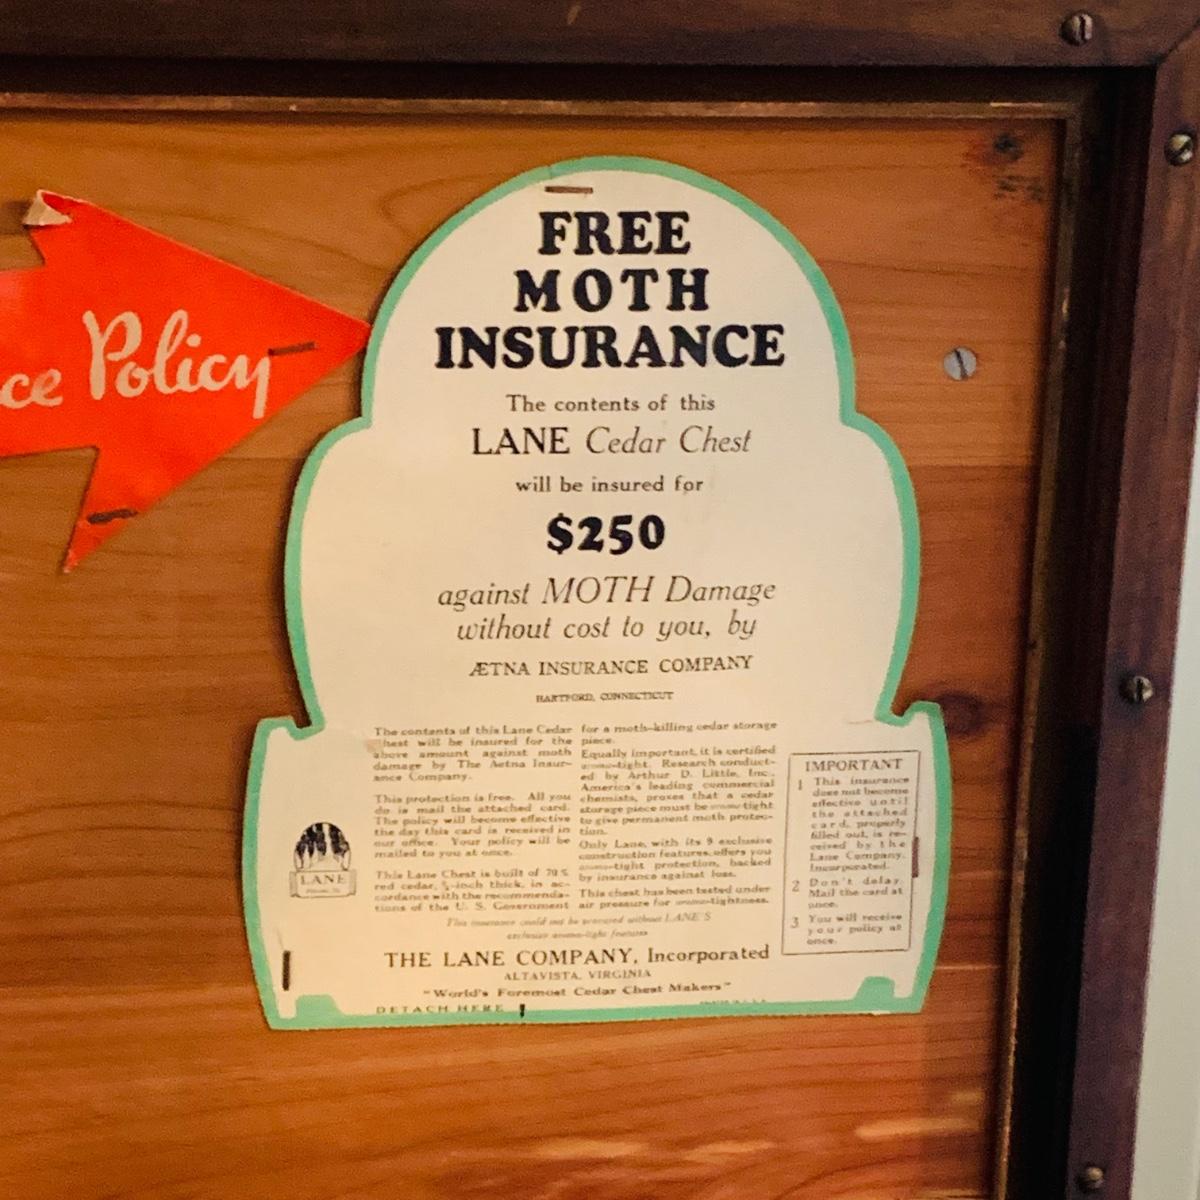 ce Policy
FREE
MOTH
INSURANCE
The contents of this
LANE Cedar Chest
will be insured for
$250
against MOTH Damage
without cost to you, by
ÆTNA INSURANCE COMPANY
HARTFORD, CONNECTICUT
The contents of this Lane Cedar
Chest will be insured for the
above amount against moth
damage by The Aetna Insur-
ance Company.
This protection is free. All you
do is mail the attached card.
The policy will become effective
the day this card is received in
our office. Your policy will be
mailed to you at once.
This Lane Chest is built of 70%
red cedar, ¾-inch thick, in ac-
cordance with the recommenda-
tions of the U. S. Government
for a moth-killing cedar storage
piece.
Equally important, it is certified
aroma-tight. Research conduct-
ed by Arthur D. Little, Inc.,
America's leading commercial
chemists, proves that a cedar
storage piece must be aroma-tight
to give permanent moth protec-
tion.
Only Lane, with its 9 exclusive
construction features, offers you
aroma-tight protection, backed
by insurance against loss.
This chest has been tested under
air pressure for aroma-tightness.
LANE
This insurance could not be procured without LANE'S
exclusive aroma-tight features
THE LANE COMPANY, Incorporated
ALTAVISTA, VIRGINIA
"World's Foremost Cedar Chest Makers"
DETACH HERE
IMPORTANT
1 This insurance
does not become
effective until
the attached
card, properly
filled out, is re-
ceived by the
Lane Company,
Incorporated.
2 Don't delay.
Mail the card at
once.
3 You will receive
your policy at
once.